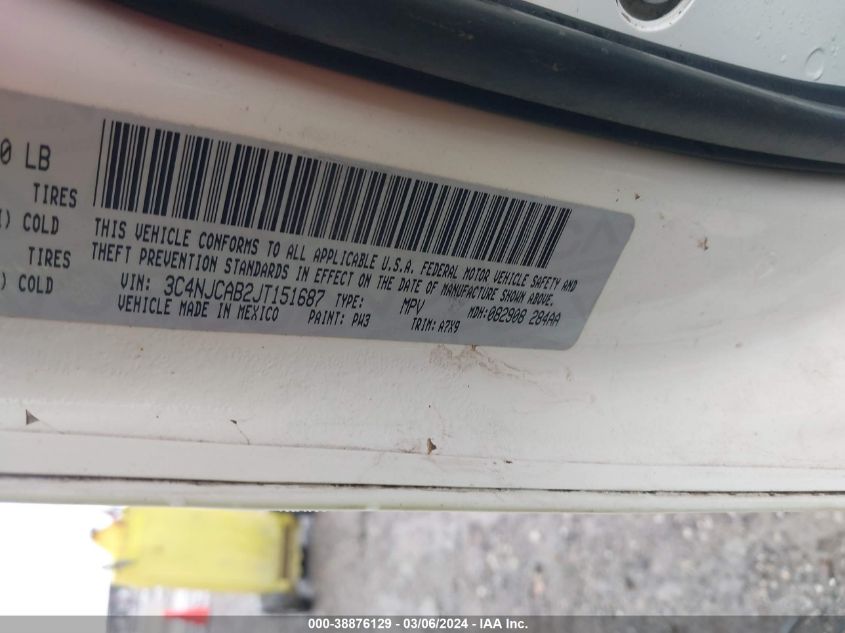 0 LB
TIRES
) COLD
TIRES
) COLD
THIS VEHICLE CONFORMS TO ALL APPLICABLE U.S.A. FEDERAL MOTOR VEHICLE SAFETY AND
THEFT PREVENTION STANDARDS IN EFFECT ON THE DATE OF MANUFACTURE SHOWN ABOVE.
VIN: 3C4NJCAB2JT151687 TYPE: MPV MDH:082908 284AA
VEHICLE MADE IN MEXICO PAINT: PW3 TRIM: A7X9
000-38876129 - 03/06/2024 - IAA Inc.